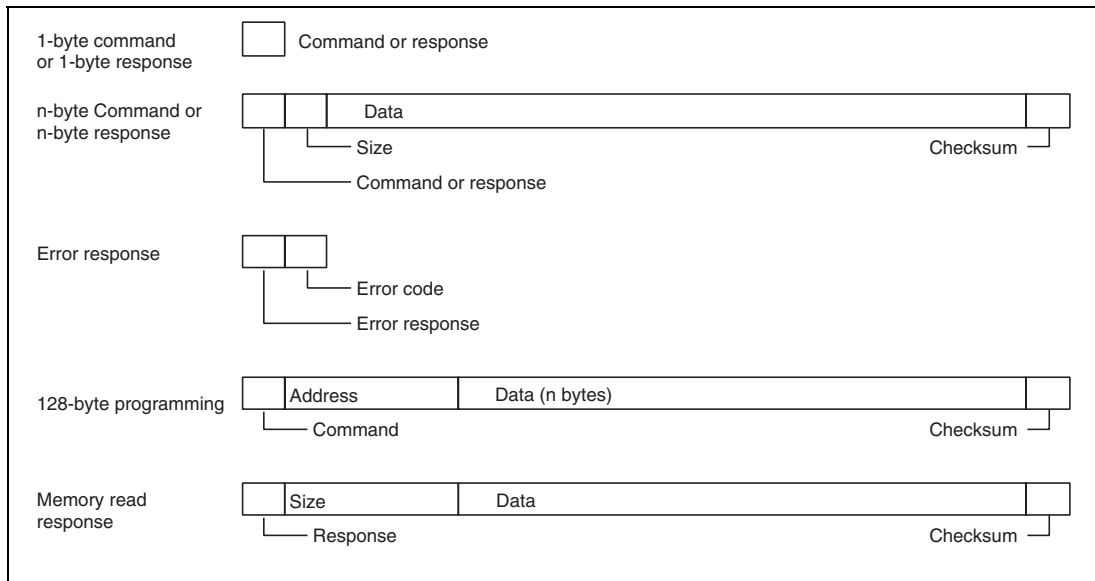 1-byte command
or 1-byte response
Command or response
n-byte Command or
n-byte response
Data
Size
Checksum
Command or response
Error response
Error code
Error response
128-byte programming
Address
Data (n bytes)
Command
Checksum
Memory read
response
Size
Data
Response
Checksum